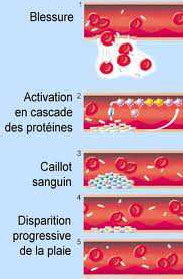 1
Blessure
2
Activation
en cascade
des protéines
3
Caillot
sanguin
4
Disparition
progressive
de la plaie
5